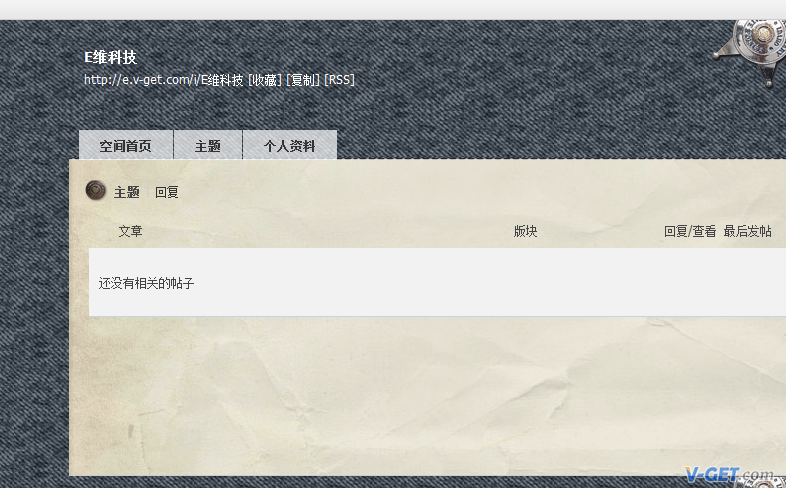 E维科技
http://e.v-get.com/i/E维科技 [收藏] [复制] [RSS]
空间首页 主题 个人资料
主题 回复
文章 版块 回复/查看 最后发帖
还没有相关的帖子
V-GET.com